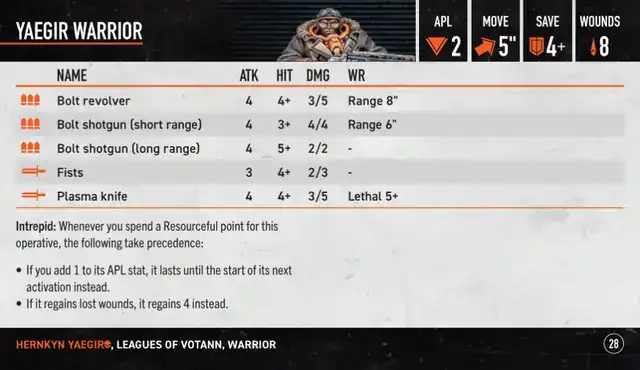 YAEGIR WARRIOR
APL
2
MOVE
5"
SAVE
4+
WOUNDS
8
NAME ATK HIT DMG WR
Bolt revolver 4 4+ 3/5 Range 8"
Bolt shotgun (short range) 4 3+ 4/4 Range 6"
Bolt shotgun (long range) 4 5+ 2/2 -
Fists 3 4+ 2/3 -
Plasma knife 4 4+ 3/5 Lethal 5+
Intrepid: Whenever you spend a Resourceful point for this
operative, the following take precedence:
• If you add 1 to its APL stat, it lasts until the start of its next
activation instead.
• If it regains lost wounds, it regains 4 instead.
HERNKYN YAEGIR, LEAGUES OF VOTANN, WARRIOR
28